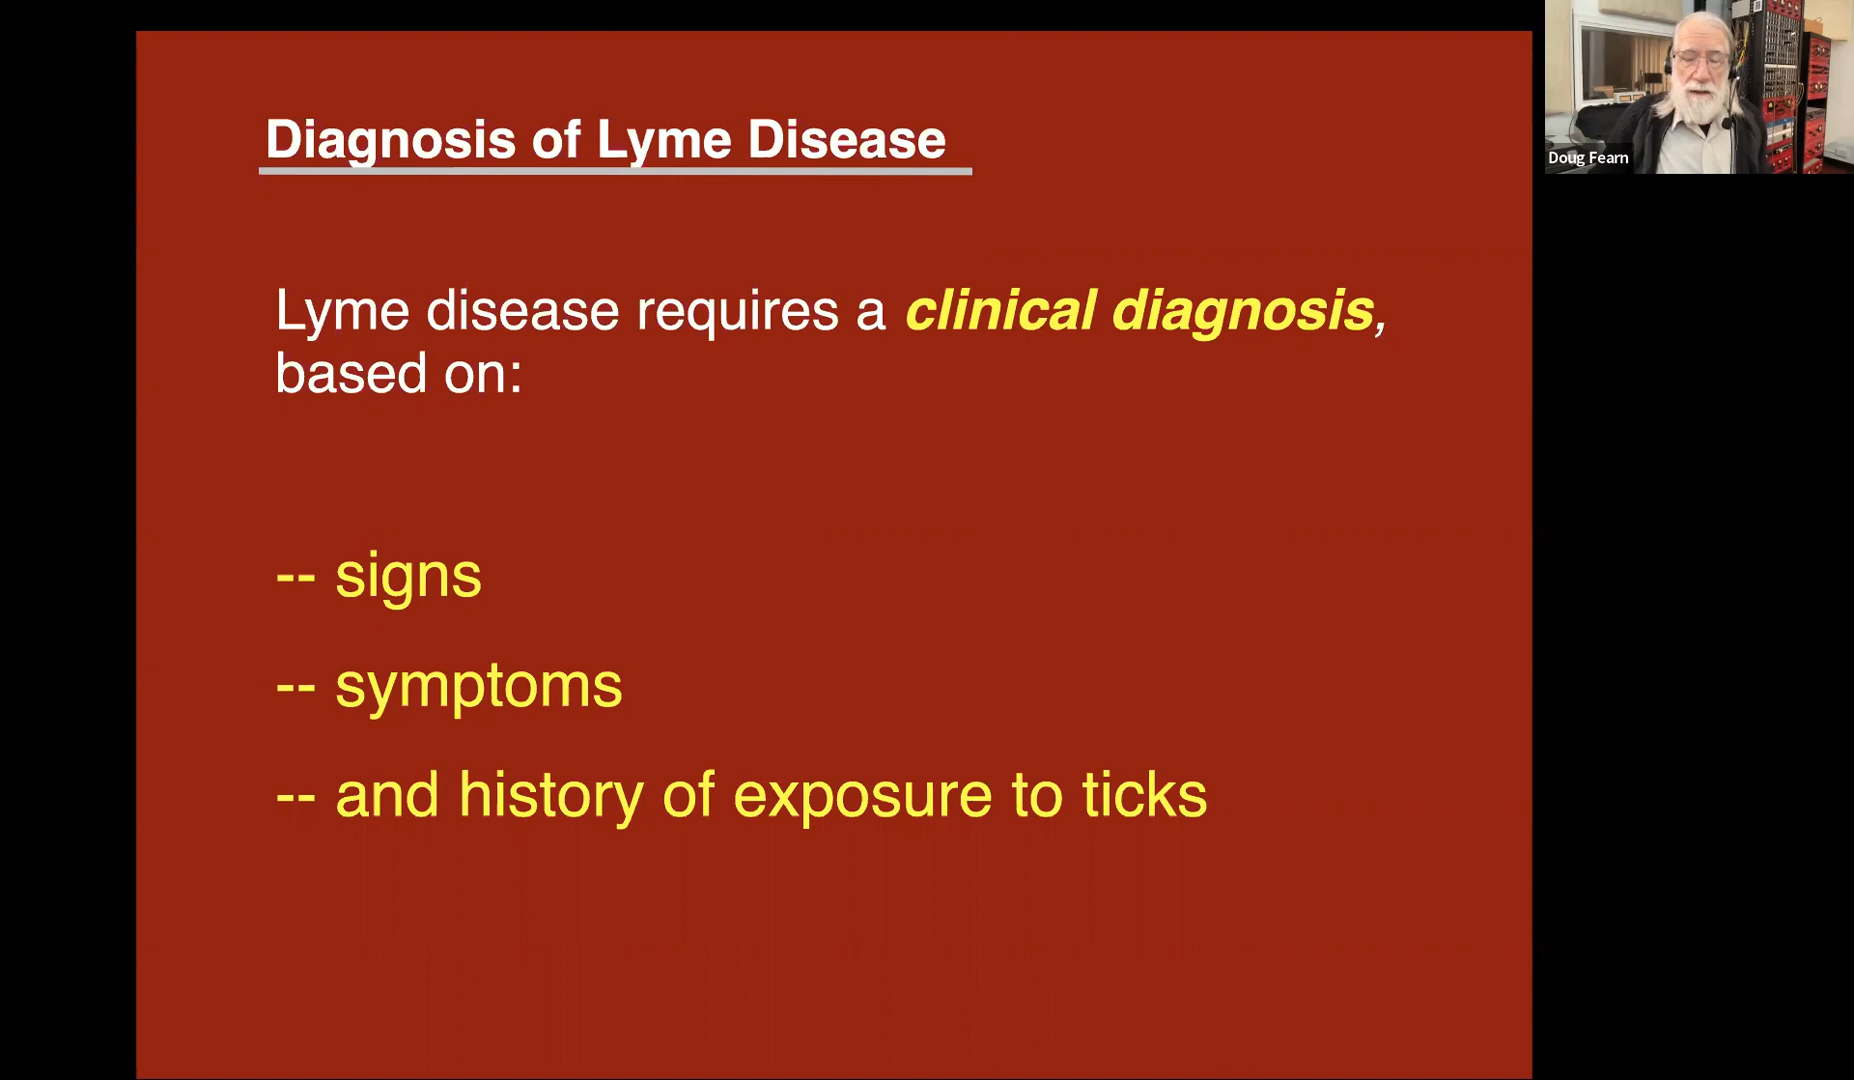 Diagnosis of Lyme Disease
Lyme disease requires a clinical diagnosis,
based on:
-- signs
-- symptoms
-- and history of exposure to ticks
Doug Fearn